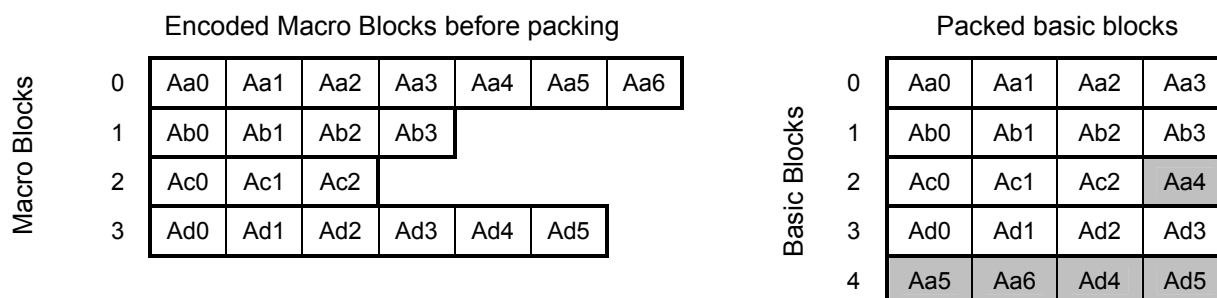 Encoded Macro Blocks before packing
Macro Blocks
0 Aa0 Aa1 Aa2 Aa3 Aa4 Aa5 Aa6
1 Ab0 Ab1 Ab2 Ab3
2 Ac0 Ac1 Ac2
3 Ad0 Ad1 Ad2 Ad3 Ad4 Ad5
Packed basic blocks
Basic Blocks
0 Aa0 Aa1 Aa2 Aa3
1 Ab0 Ab1 Ab2 Ab3
2 Ac0 Ac1 Ac2 Aa4
3 Ad0 Ad1 Ad2 Ad3
4 Aa5 Aa6 Ad4 Ad5